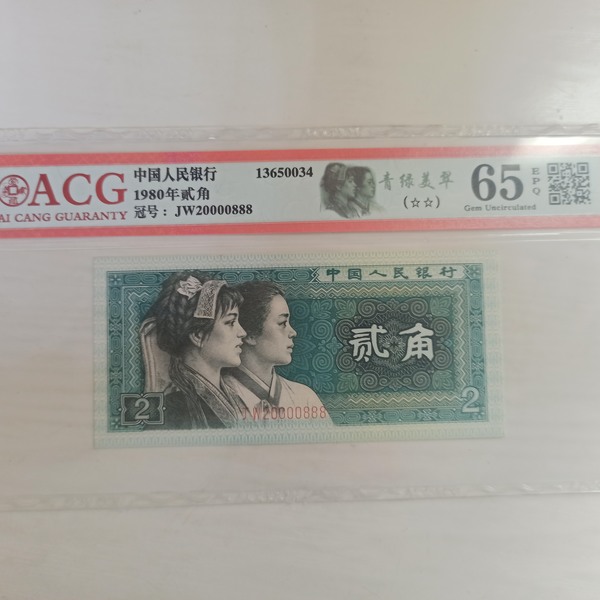 ACG
AI CANG GUARANTY
中国人民银行 13650034
1980年贰角
冠号：JW20000888
青绿美翠
(☆☆)
65 EPQ
Gem Uncirculated
中国人民银行
贰角
JW20000888
2
2